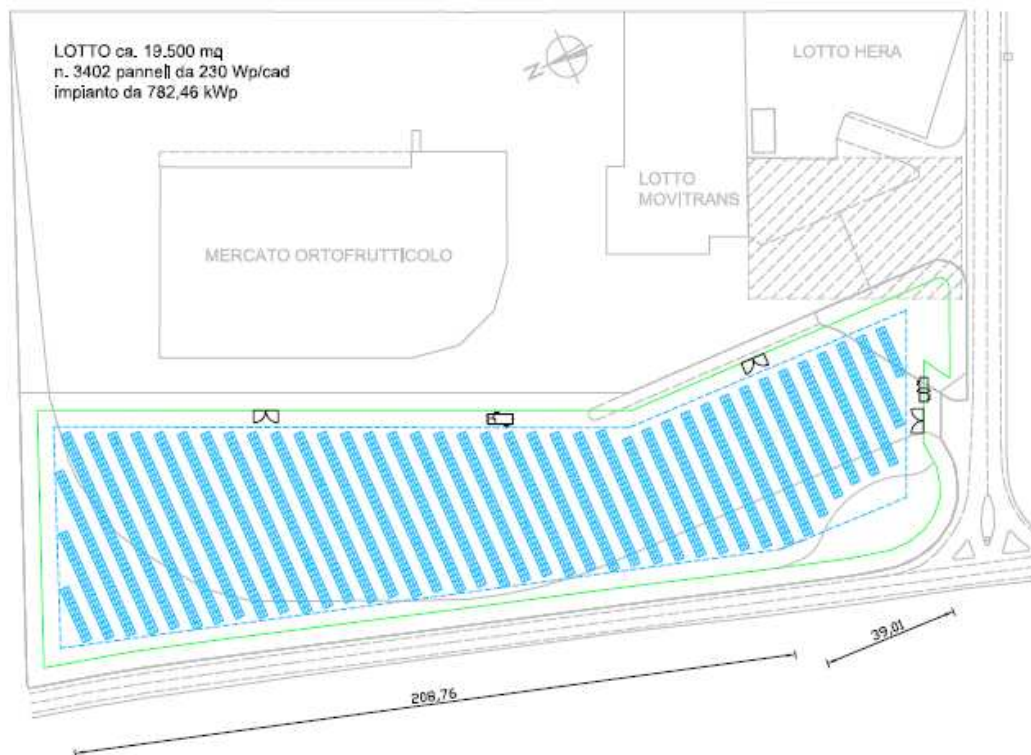 LOTTO ca. 19.500 mq
n. 3402 pannelli da 230 Wp/cad
impianto da 782,46 kWp
N
LOTTO HERA
LOTTO
MOVITRANS
MERCATO ORTOFRUTTICOLO
39,01
208,76